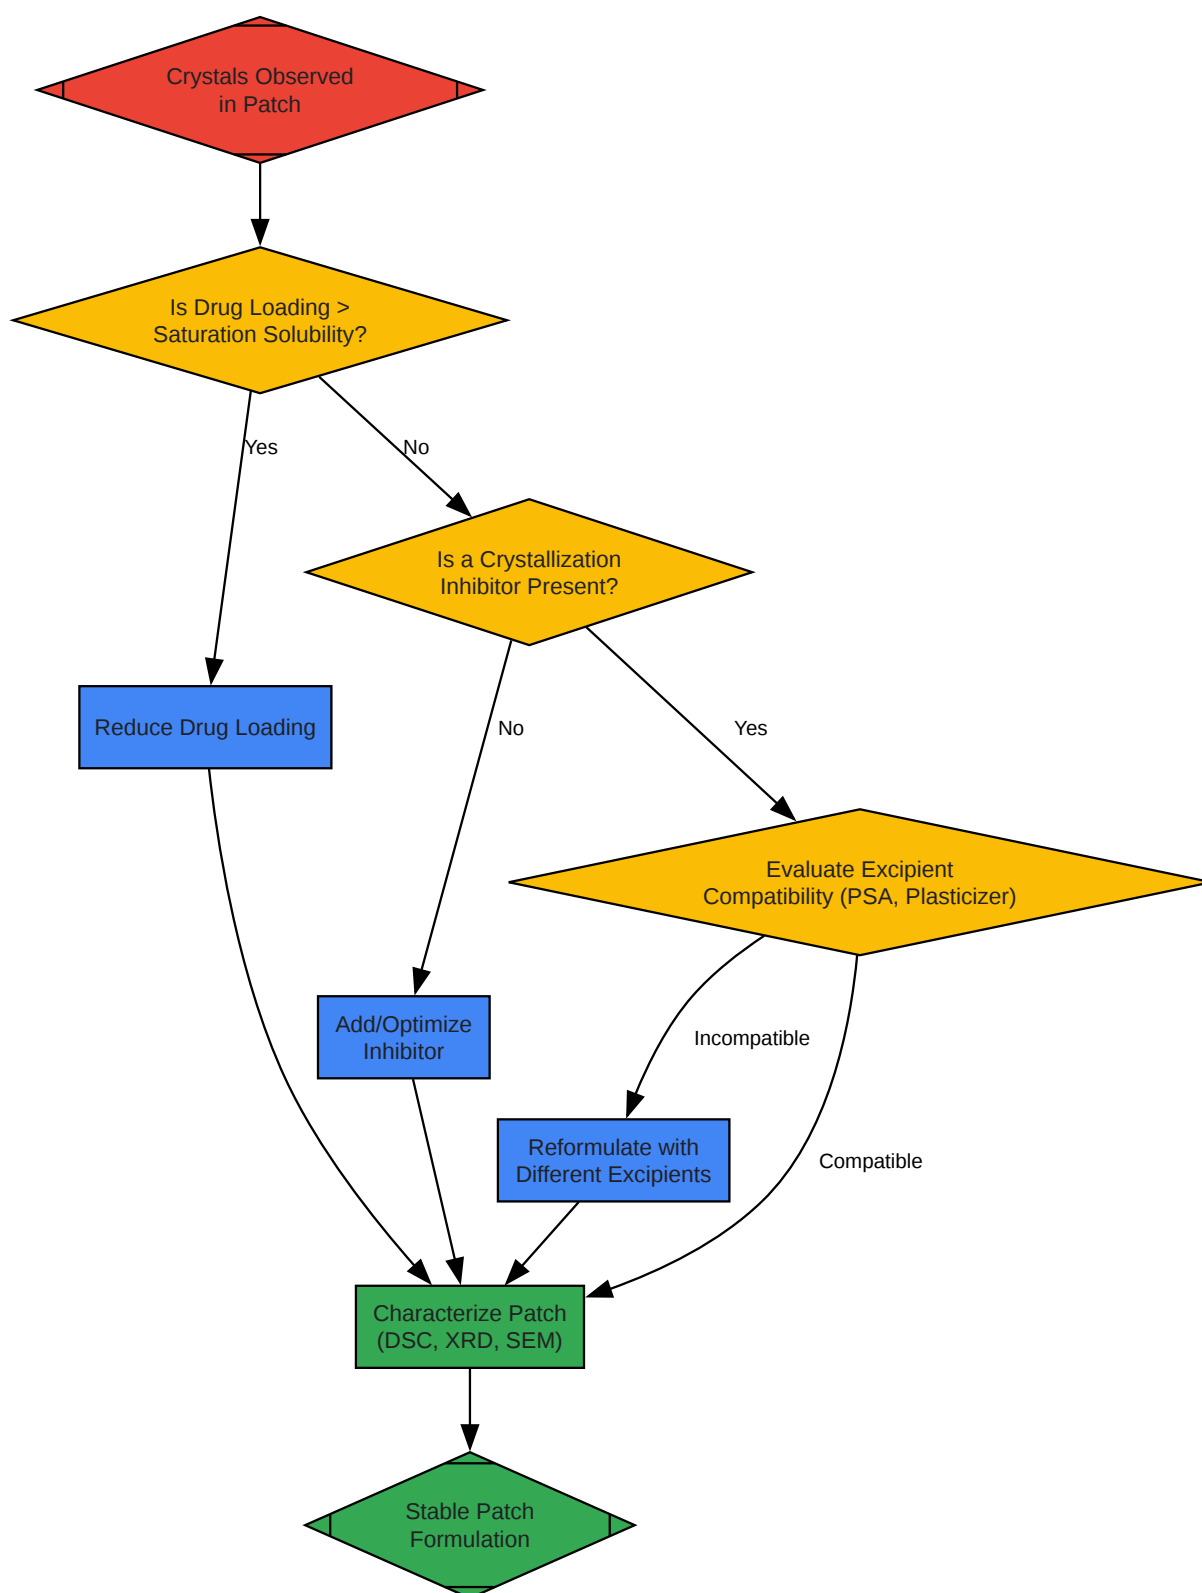 Crystals Observed
in Patch
Is Drug Loading >
Saturation Solubility?
Yes
No
Is a Crystallization
Inhibitor Present?
Reduce Drug Loading
No
Yes
Evaluate Excipient
Compatibility (PSA, Plasticizer)
Add/Optimize
Inhibitor
Incompatible
Reformulate with
Different Excipients
Compatible
Characterize Patch
(DSC, XRD, SEM)
Stable Patch
Formulation